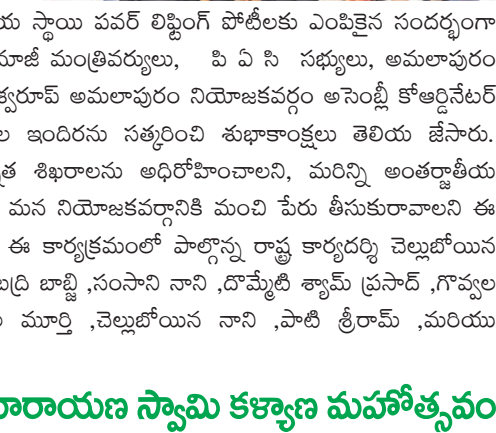 య స్థాయి పవర్ లిఫ్టింగ్ పోటీలకు ఎంపికైన సందర్భంగా
మాజీ మంత్రివర్యులు, పి ఏ సి సభ్యులు, అమలాపురం
శ్వరూప్ అమలాపురం నియోజకవర్గం అసెంబ్లీ కోఆర్డినేటర్
ల ఇందిరను సత్కరించి శుభాకాంక్షలు తెలియ జేసారు.
త శిఖరాలను అధిరోహించాలని, మరిన్ని అంతర్జాతీయ
మన నియోజకవర్గానికి మంచి పేరు తీసుకురావాలని ఈ
ఈ కార్యక్రమంలో పాల్గొన్న రాష్ట్ర కార్యదర్శి చెల్లుబోయిన
బద్రి బాబ్జి ,సంసాని నాని ,దొమ్మేటి శ్యామ్ ప్రసాద్ ,గొవ్వల
మూర్తి ,చెల్లుబోయిన నాని ,పాటి శ్రీరామ్ ,మరియు
నారాయణ స్వామి కళ్యాణ మహోత్సవం